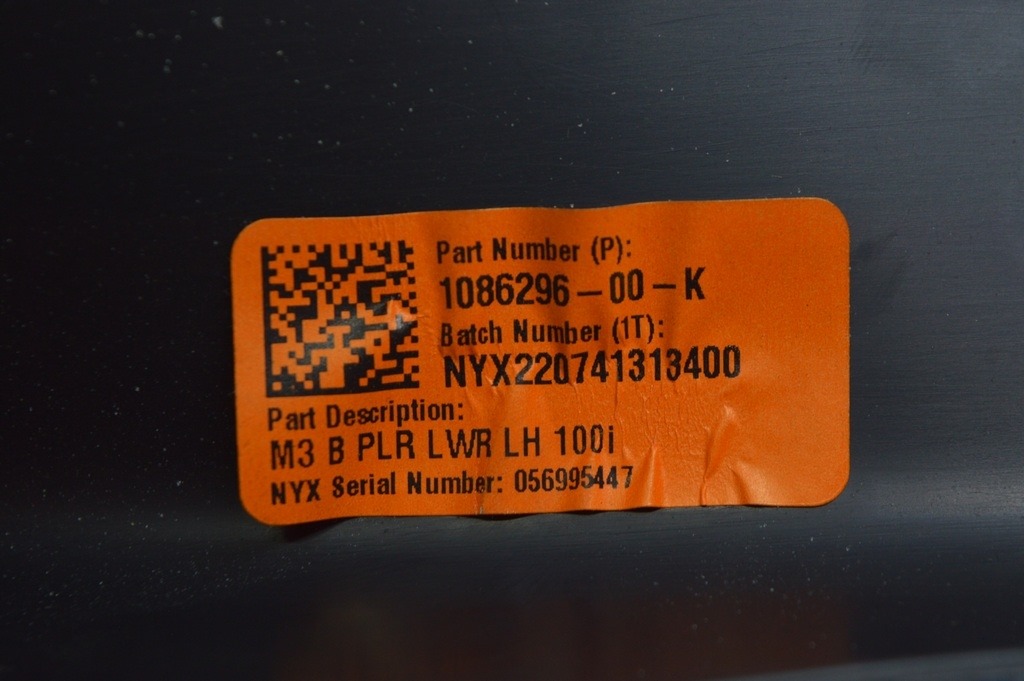 Part Number (P):
1086296-00-K
Batch Number (1T):
NYX220741313400
Part Description:
M3 B PLR LWR LH 100i
NYX Serial Number: 056995447